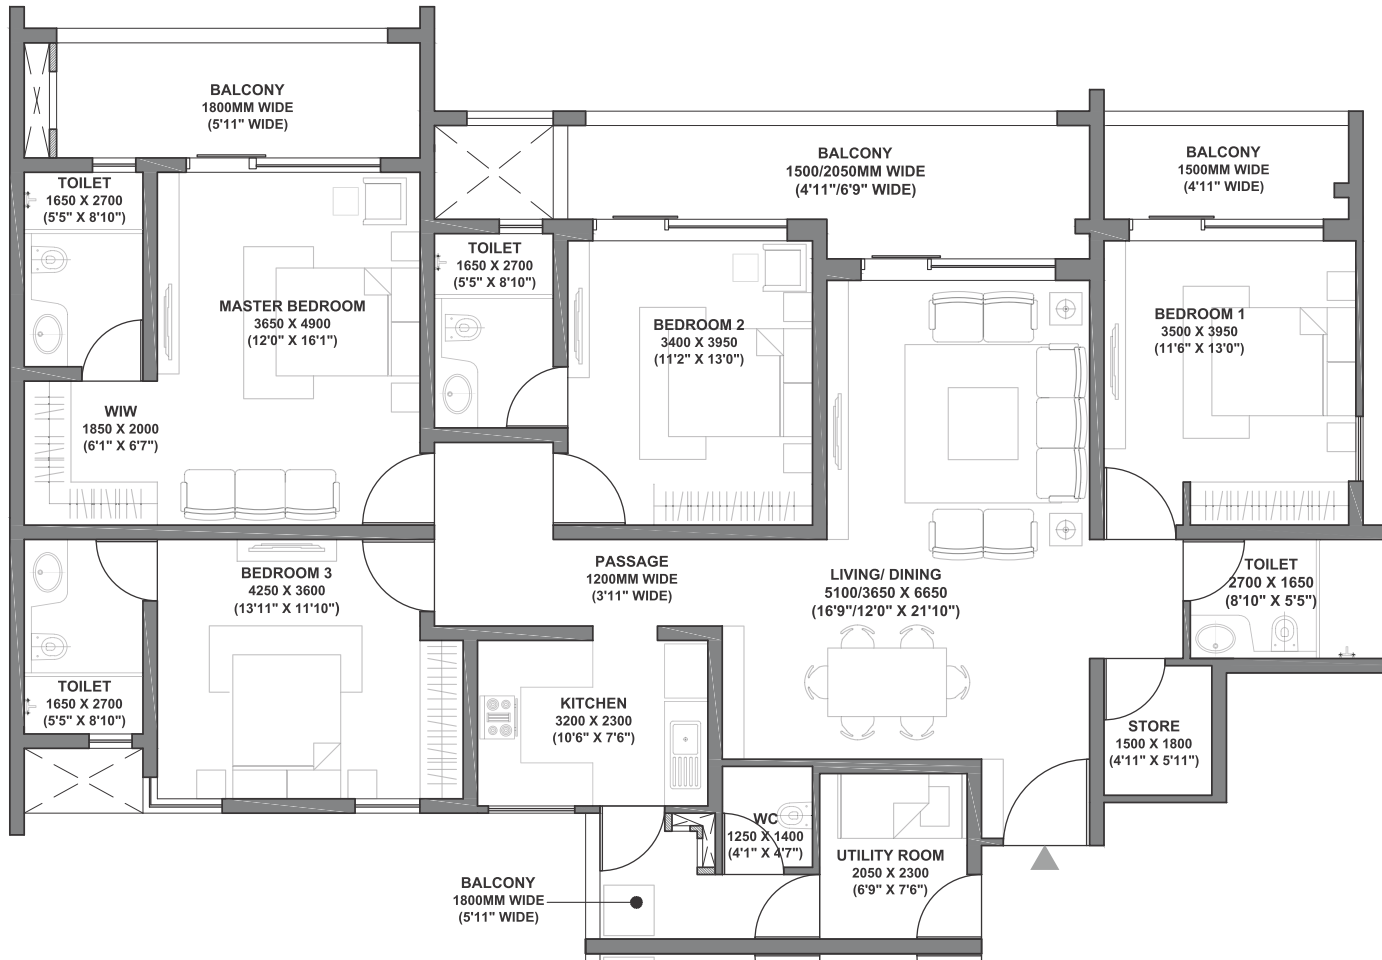 BALCONY
1800MM WIDE
(5'11" WIDE)
BALCONY
1500/2050MM WIDE
(4'11"/6'9" WIDE)
BALCONY
1500MM WIDE
(4'11" WIDE)
TOILET
1650 X 2700
(5'5" X 8'10")
TOILET
1650 X 2700
(5'5" X 8'10")
MASTER BEDROOM
3650 X 4900
(12'0" X 16'1")
BEDROOM 2
3400 X 3950
(11'2" X 13'0")
BEDROOM 1
3500 X 3950
(11'6" X 13'0")
WIW
1850 X 2000
(6'1" X 6'7")
BEDROOM 3
4250 X 3600
(13'11" X 11'10")
PASSAGE
1200MM WIDE
(3'11" WIDE)
LIVING/ DINING
5100/3650 X 6650
(16'9"/12'0" X 21'10")
TOILET
2700 X 1650
(8'10" X 5'5")
TOILET
1650 X 2700
(5'5" X 8'10")
KITCHEN
3200 X 2300
(10'6" X 7'6")
STORE
1500 X 1800
(4'11" X 5'11")
WC
1250 X 1400
(4'1" X 4'7")
UTILITY ROOM
2050 X 2300
(6'9" X 7'6")
BALCONY
1800MM WIDE
(5'11" WIDE)